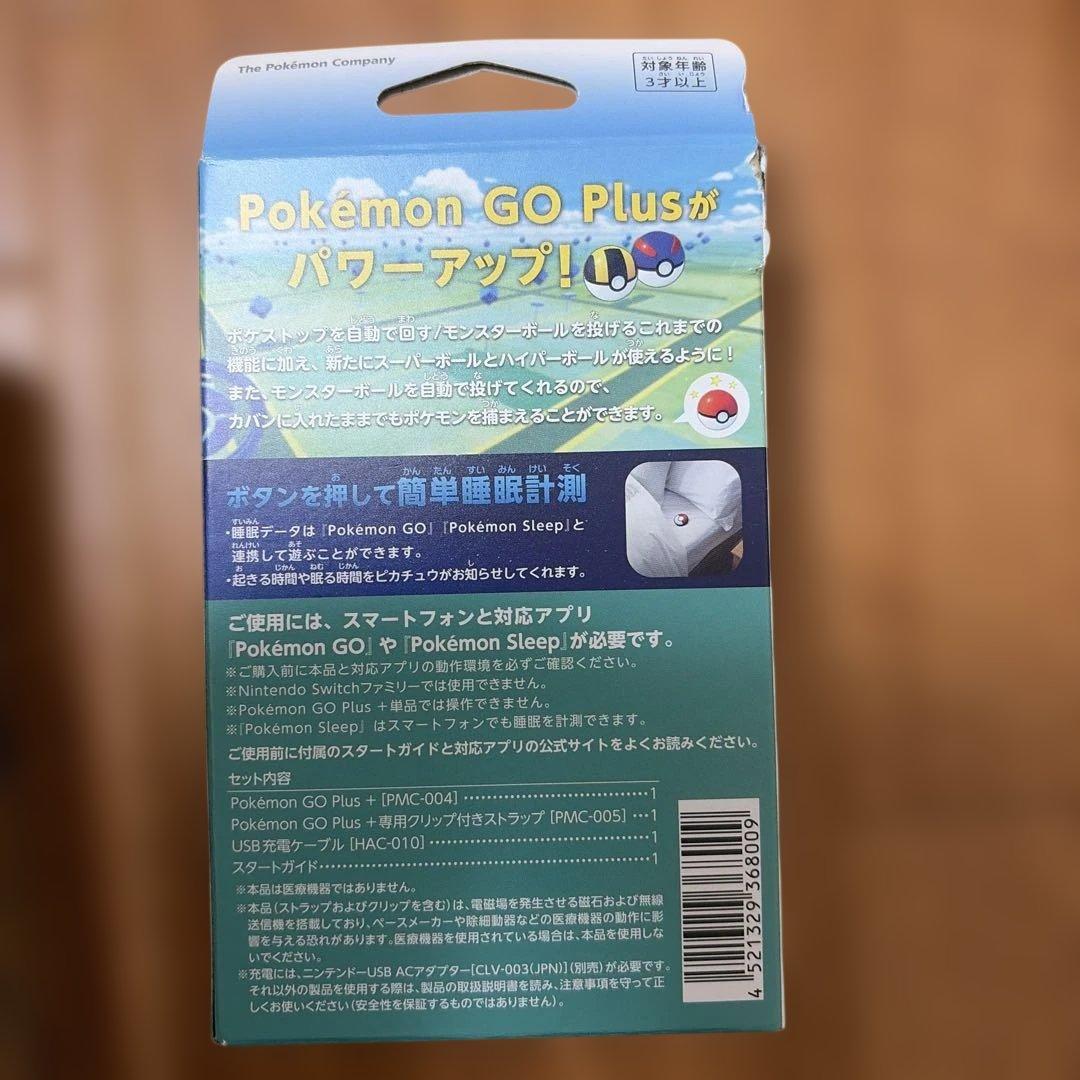 The Pokémon Company
対象年齢
3才以上
Pokémon GO Plusが
パワーアップ!
ポケストップを自動で回す/モンスターボールを投げるこれまでの
機能に加え、新たにスーパーボールとハイパーボールが使えるように!
また、モンスターボールを自動で投げてくれるので、
カバンに入れたままでもポケモンを捕まえることができます。
ボタンを押して簡単睡眠計測
・睡眠データは『Pokémon GO』『Pokémon Sleep』と
連携して遊ぶことができます。
・起きる時間や眠る時間をピカチュウがお知らせしてくれます。
ご使用には、スマートフォンと対応アプリ
『Pokémon GO』や『Pokémon Sleep』が必要です。
※ご購入前に本品と対応アプリの動作環境を必ずご確認ください。
※Nintendo Switchファミリーでは使用できません。
※Pokémon GO Plus +単品では操作できません。
※『Pokémon Sleep』はスマートフォンでも睡眠を計測できます。
ご使用前に付属のスタートガイドと対応アプリの公式サイトをよくお読みください。
セット内容
Pokémon GO Plus + [PMC-004] ・・・・・・・・・・・・・・・・・・・・・・・・・・・・・・1
Pokémon GO Plus +専用クリップ付きストラップ [PMC-005] ・・・1
USB充電ケーブル [HAC-010]・・・・・・・・・・・・・・・・・・・・・・・・・・・・・・・・・・1
スタートガイド・・・・・・・・・・・・・・・・・・・・・・・・・・・・・・・・・・・・・・・・・・・・・・・・・・1
※本品は医療機器ではありません。
※本品(ストラップおよびクリップを含む)は、電磁場を発生させる磁石および無線
送信機を搭載しており、ペースメーカーや除細動器などの医療機器の動作に影
響を与える恐れがあります。医療機器を使用されている場合は、本品を使用しな
いでください。
※充電には、ニンテンドーUSB ACアダプター[CLV-003(JPN)](別売)が必要です。
それ以外の製品を使用する際は、製品の取扱説明書を読み、注意事項を守って正
しくお使いください(安全性を保証するものではありません)。
4 521329 368009